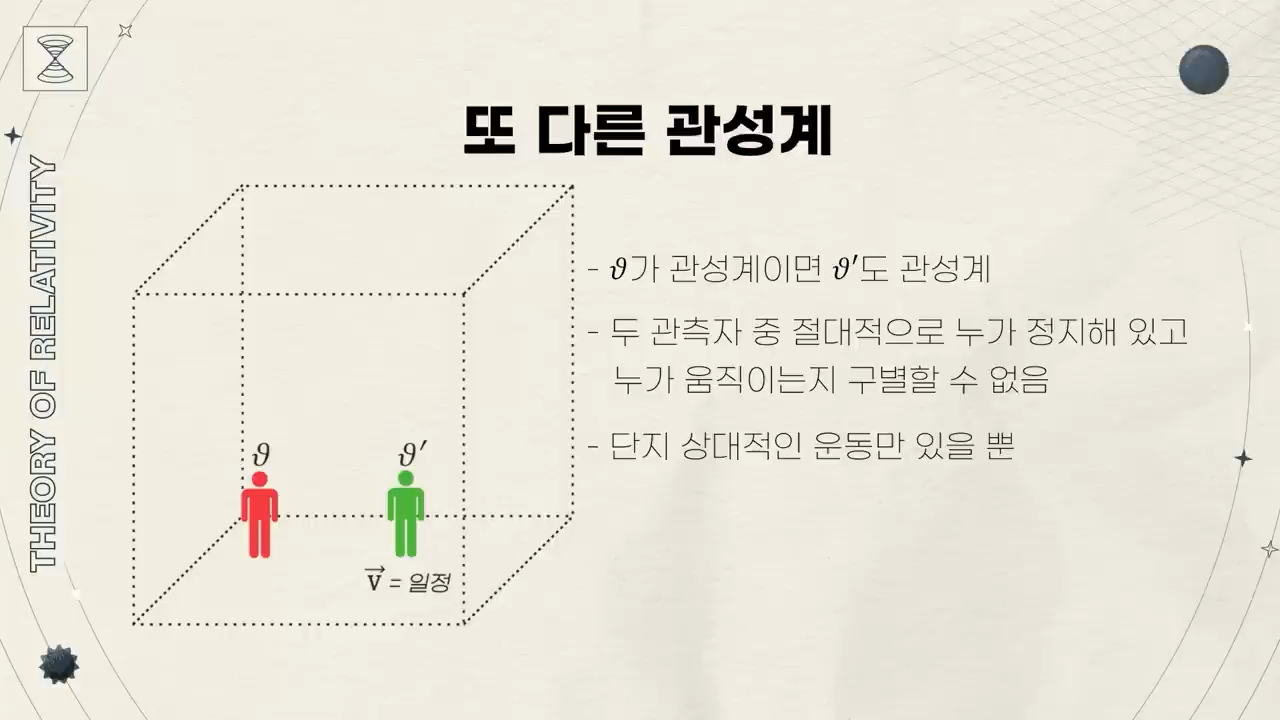 THEORY OF RELATIVITY
또 다른 관성계
- 𝜗가 관성계이면 𝜗′도 관성계
- 두 관측자 중 절대적으로 누가 정지해 있고
누가 움직이는지 구별할 수 없음
- 단지 상대적인 운동만 있을 뿐
𝜗
𝜗′
v⃗ = 일정